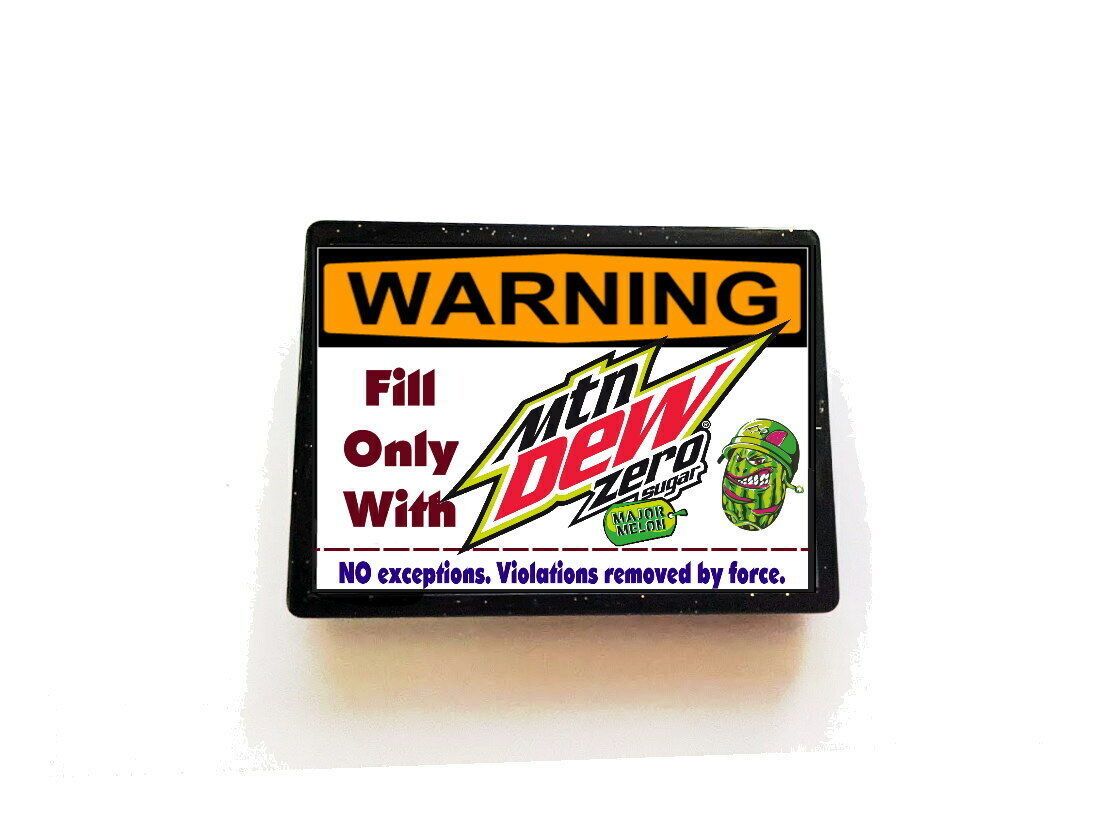 WARNING
Fill
Only
With
Mtn
DEW®
zero
sugar
MAJOR
MELON
NO exceptions. Violations removed by force.